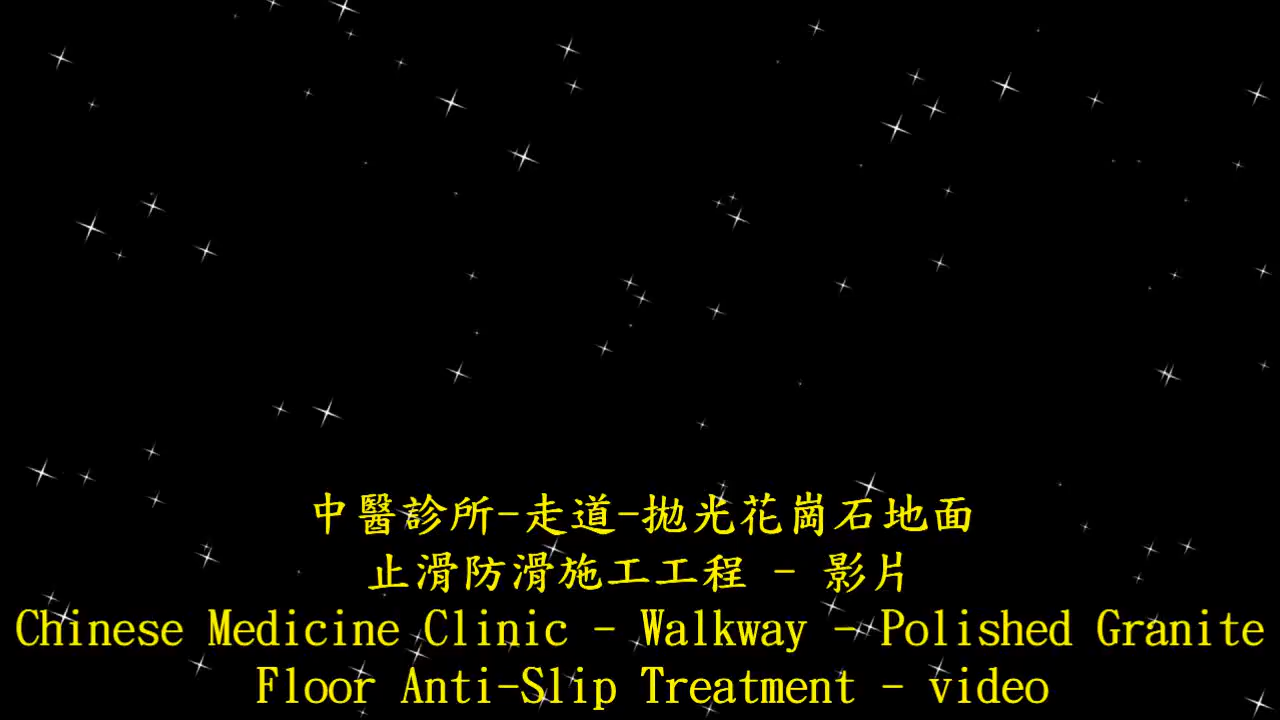 中醫診所-走道-拋光花崗石地面
止滑防滑施工工程 - 影片
Chinese Medicine Clinic - Walkway - Polished Granite
Floor Anti-Slip Treatment - video